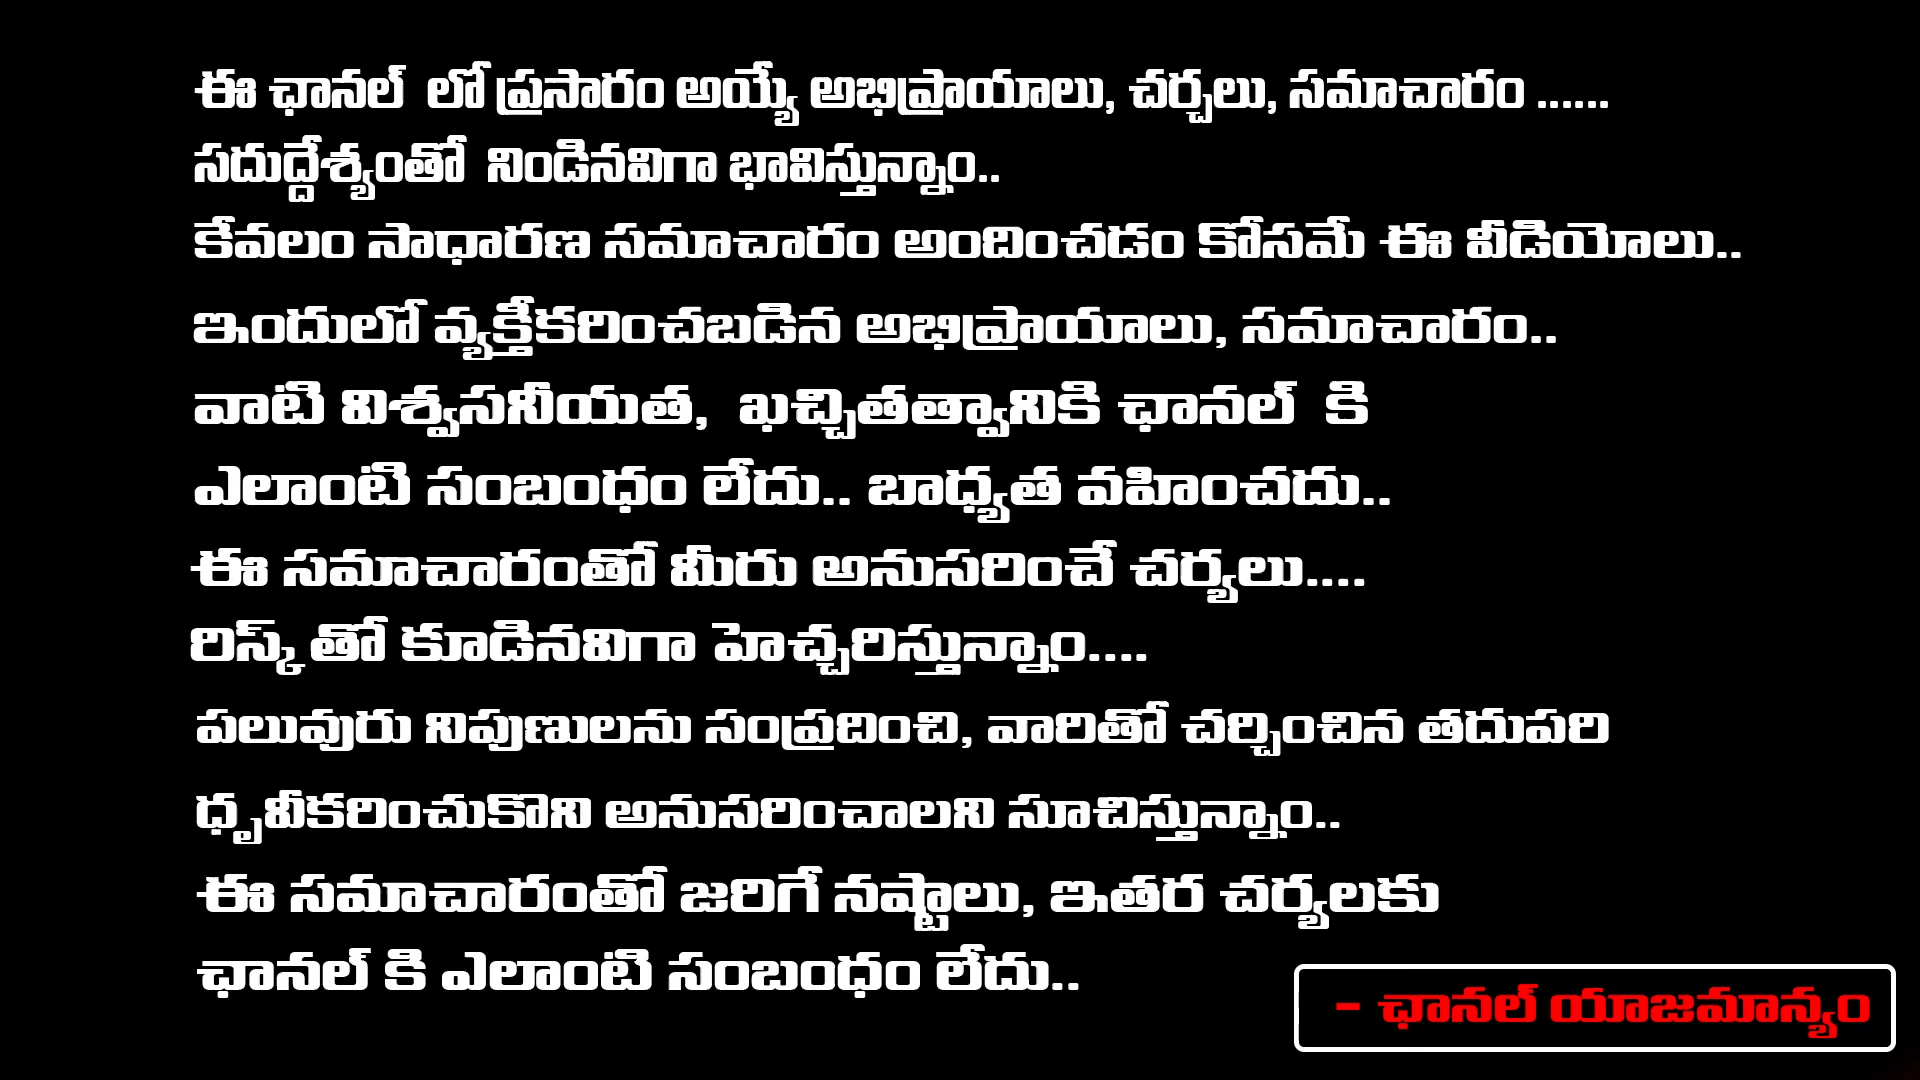 ఈ ఛానల్ లో ప్రసారం అయ్యే అభిప్రాయాలు, చర్చలు, సమాచారం ......
సదుద్దేశ్యంతో నిండినవిగా భావిస్తున్నాం..
కేవలం సాధారణ సమాచారం అందించడం కోసమే ఈ వీడియోలు..
ఇందులో వ్యక్తీకరించబడిన అభిప్రాయాలు, సమాచారం..
వాటి విశ్వసనీయత, ఖచ్చితత్వానికి ఛానల్ కి
ఎలాంటి సంబంధం లేదు.. బాధ్యత వహించదు..
ఈ సమాచారంతో మీరు అనుసరించే చర్యలు....
రిస్క్ తో కూడినవిగా హెచ్చరిస్తున్నాం....
పలువురు నిపుణులను సంప్రదించి, వారితో చర్చించిన తదుపరి
ధృవీకరించుకొని అనుసరించాలని సూచిస్తున్నాం..
ఈ సమాచారంతో జరిగే నష్టాలు, ఇతర చర్యలకు
ఛానల్ కి ఎలాంటి సంబంధం లేదు..
- ఛానల్ యాజమాన్యం